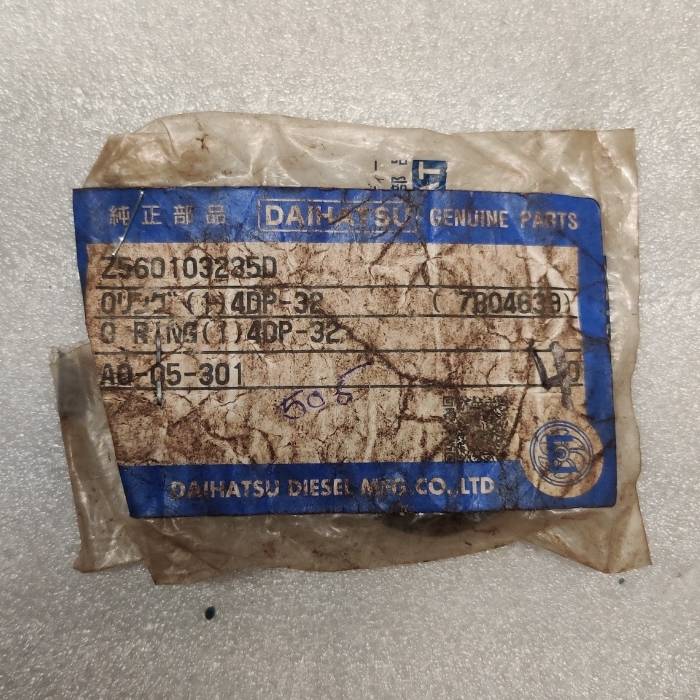 純正部品 DAIHATSU GENUINE PARTS
Z560103235D
Oリング(1)4DP-32 (7804639)
O RING(1)4DP-32
A0-05-301
505
DAIHATSU DIESEL MFG.CO.,LTD.